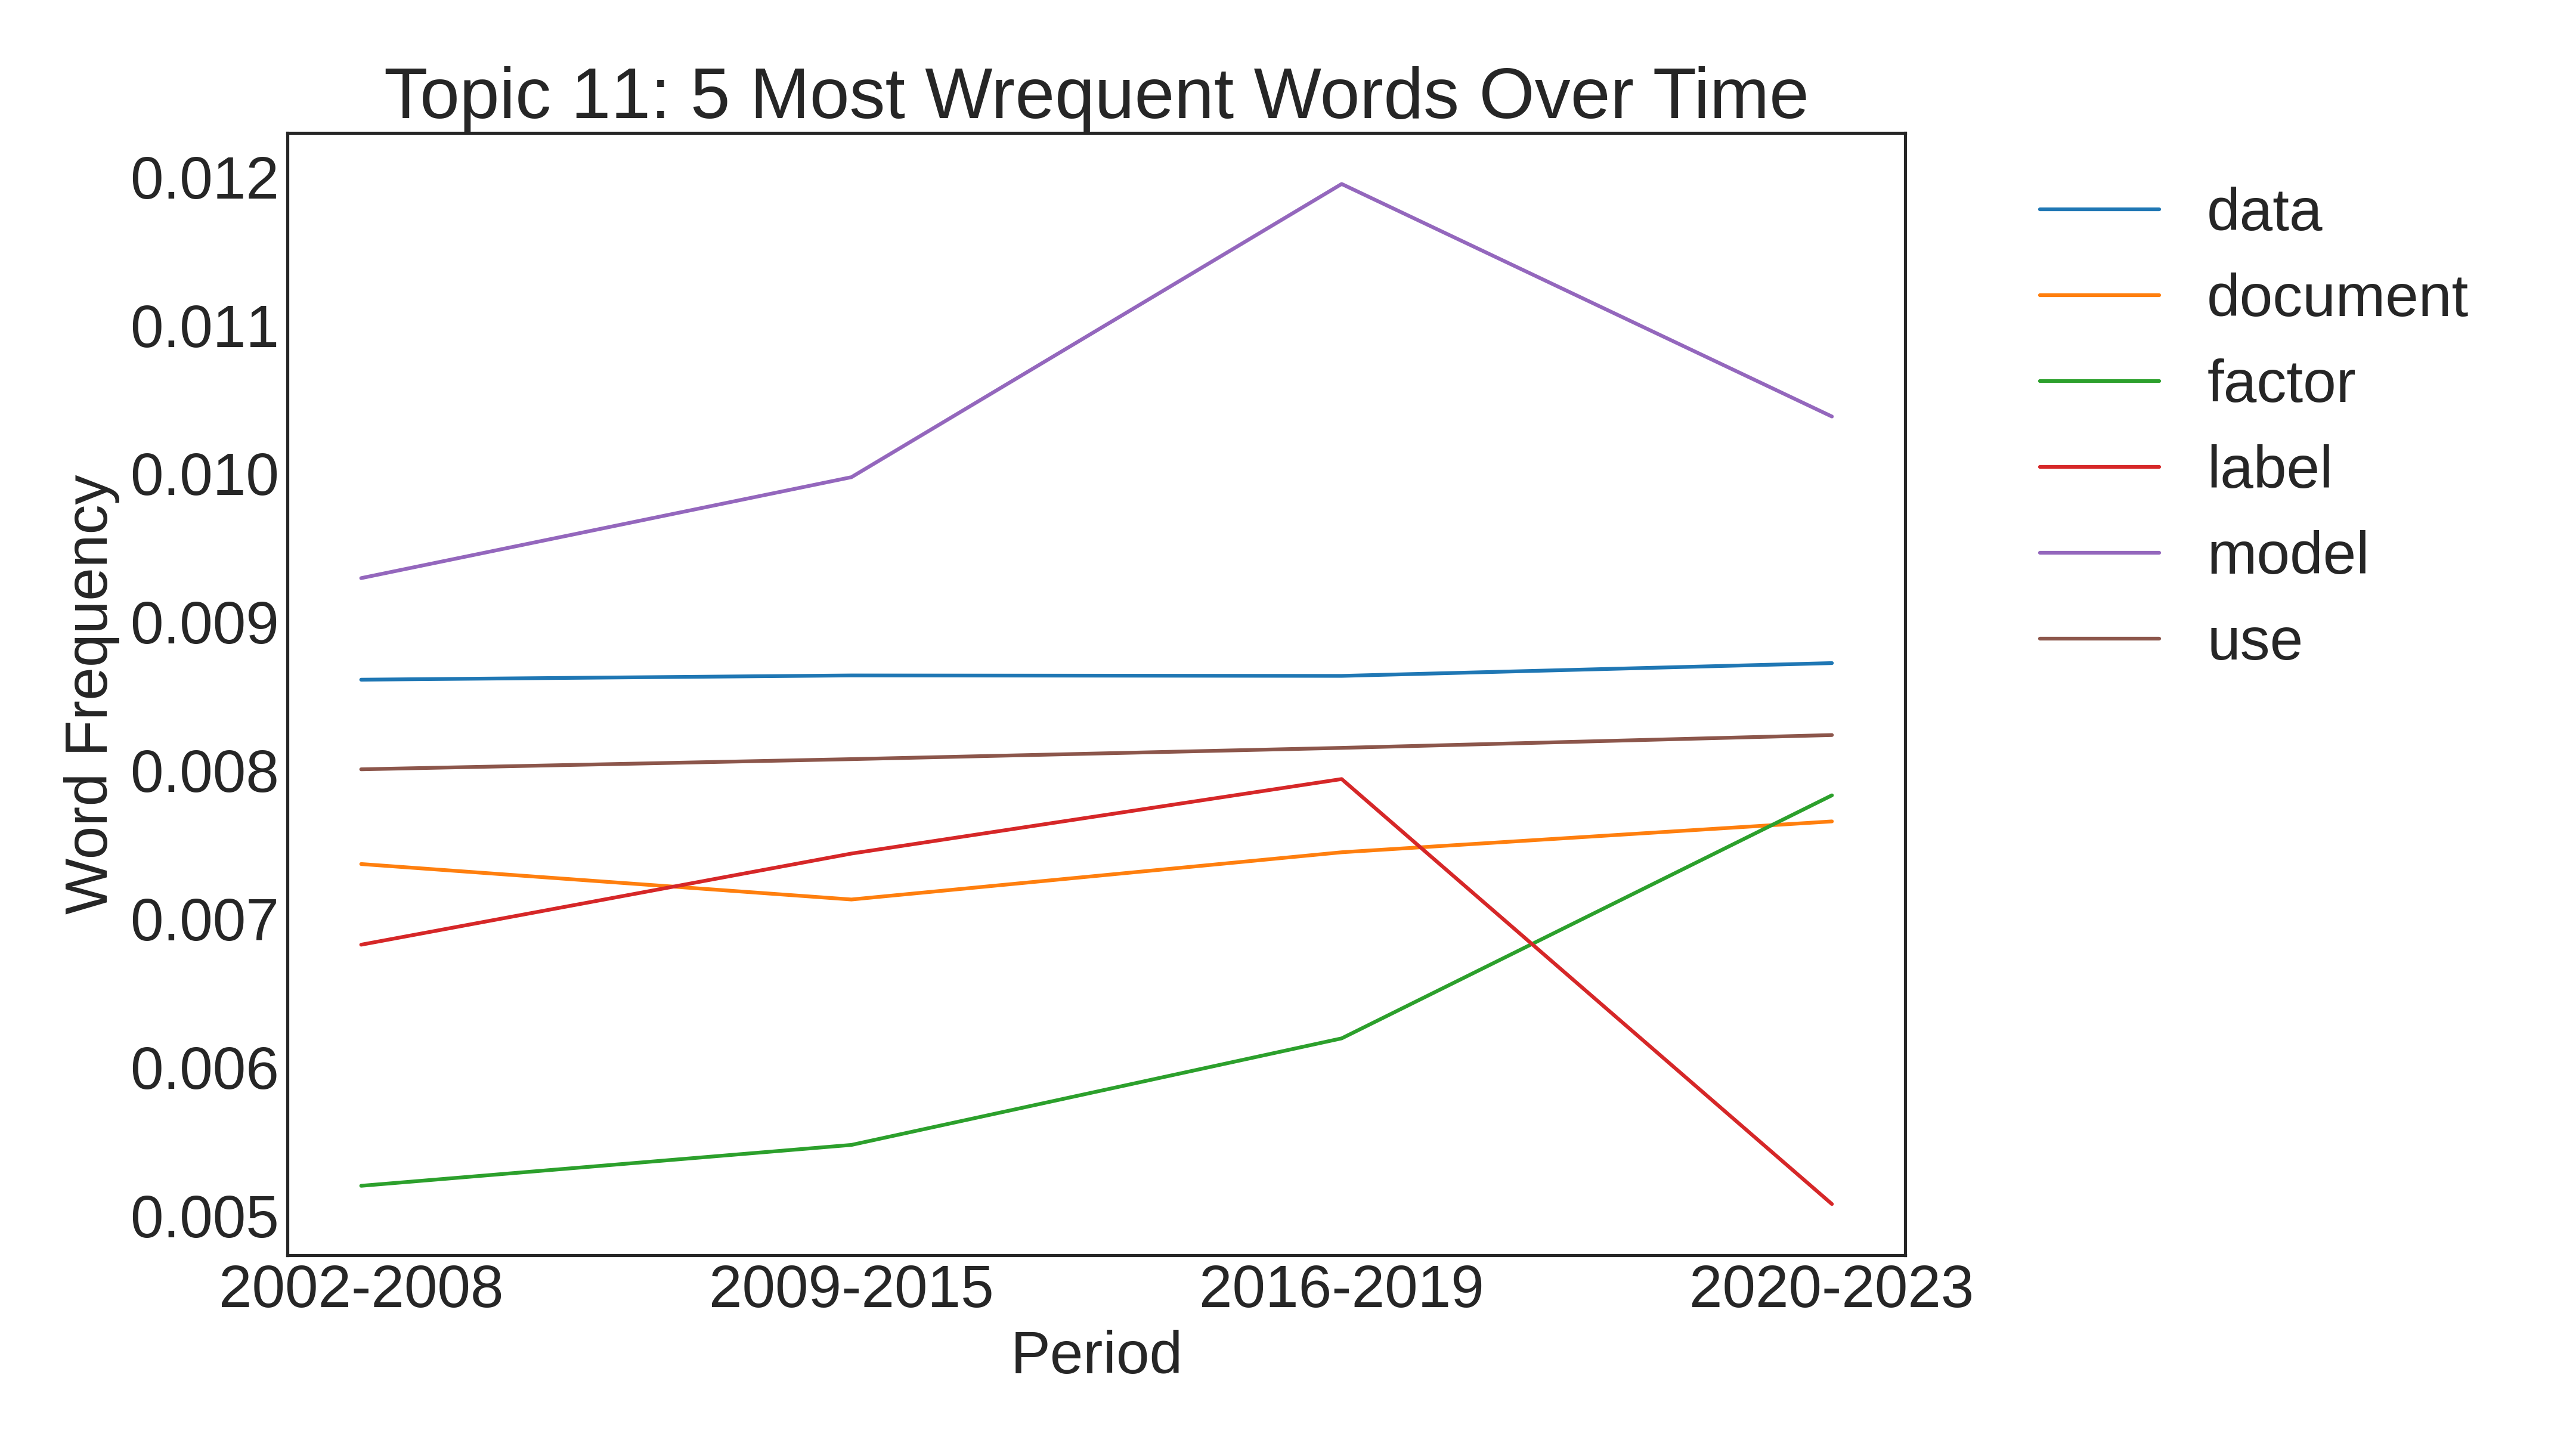 Topic 11: 5 Most Wrequent Words Over Time
Word Frequency
0.012
0.011
0.010
0.009
0.008
0.007
0.006
0.005
2002-2008
2009-2015
2016-2019
2020-2023
Period
data
document
factor
label
model
use